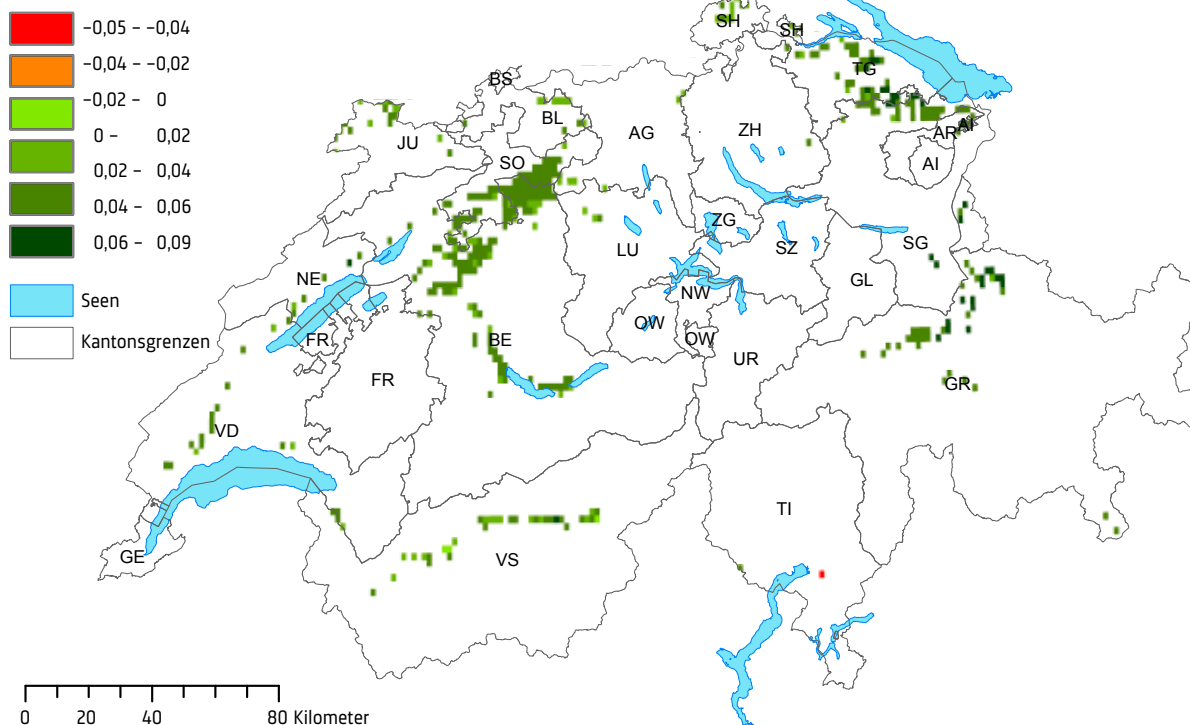 −0,05 – −0,04
−0,04 – −0,02
−0,02 – 0
0 – 0,02
0,02 – 0,04
0,04 – 0,06
0,06 – 0,09
Seen
Kantonsgrenzen
SH
SH
TG
BS
BL
AG
ZH
JU
SO
AR
AI
AI
ZG
LU
SZ
SG
NE
NW
GL
OW
OW
FR
BE
UR
FR
GR
VD
TI
GE
VS
0 20 40 80 Kilometer